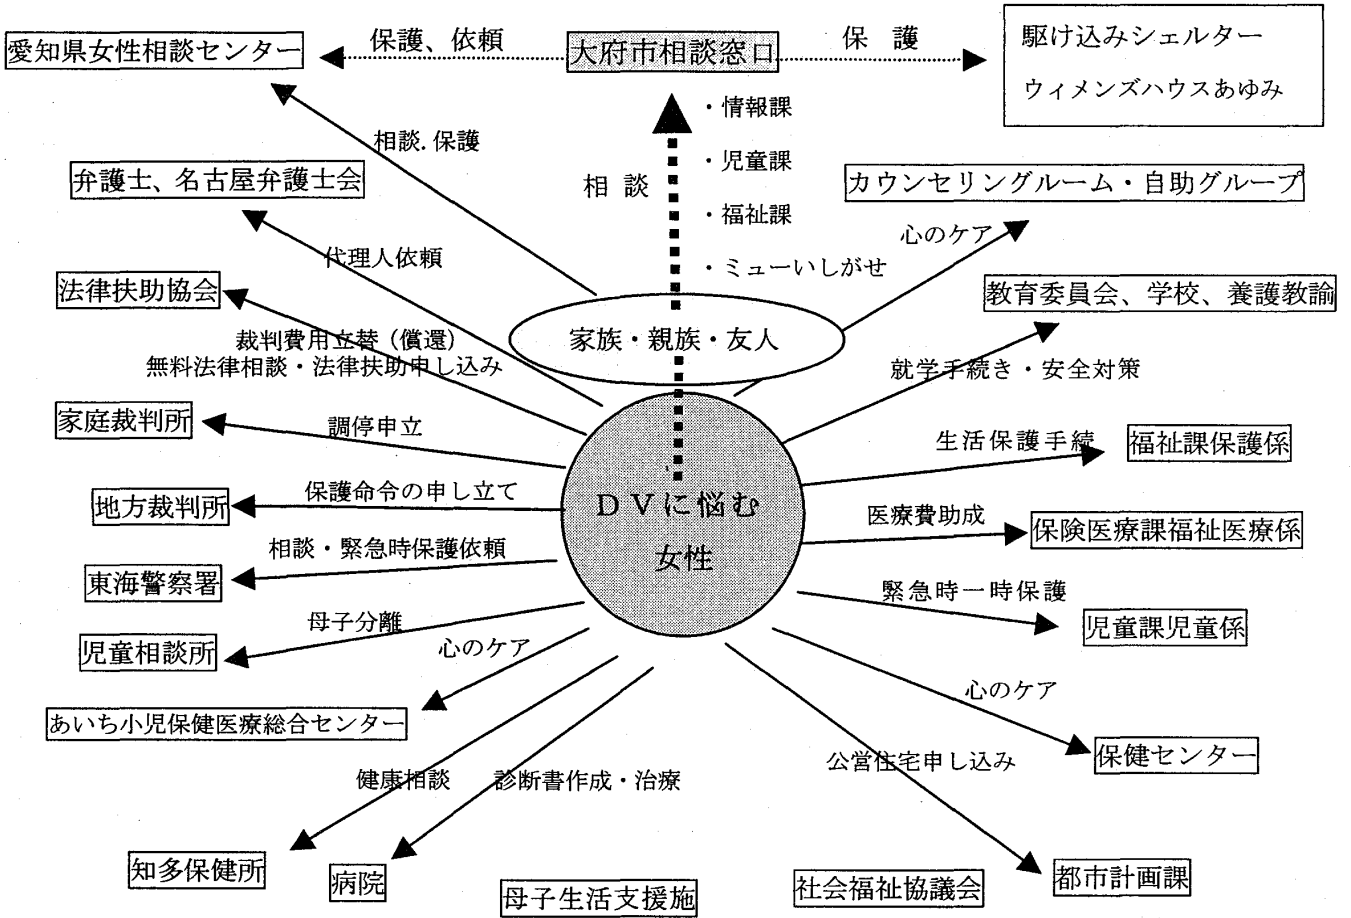 愛知県女性相談センター
保護、依頼
大府市相談窓口
保 護
駆け込みシェルター
ウィメンズハウスあゆみ
・情報課
・児童課
・福祉課
・ミューいしがせ
相 談
相談.保護
弁護士、名古屋弁護士会
カウンセリングルーム・自助グループ
代理人依頼
心のケア
法律扶助協会
教育委員会、学校、養護教諭
裁判費用立替(償還)
無料法律相談・法律扶助申し込み
家族・親族・友人
就学手続き・安全対策
家庭裁判所
調停申立
生活保護手続
福祉課保護係
地方裁判所
保護命令の申し立て
DVに悩む
女性
医療費助成
保険医療課福祉医療係
東海警察署
相談・緊急時保護依頼
緊急時一時保護
児童課児童係
児童相談所
母子分離
心のケア
あいち小児保健医療総合センター
心のケア
保健センター
健康相談
診断書作成・治療
公営住宅申し込み
知多保健所
病院
母子生活支援施
社会福祉協議会
都市計画課